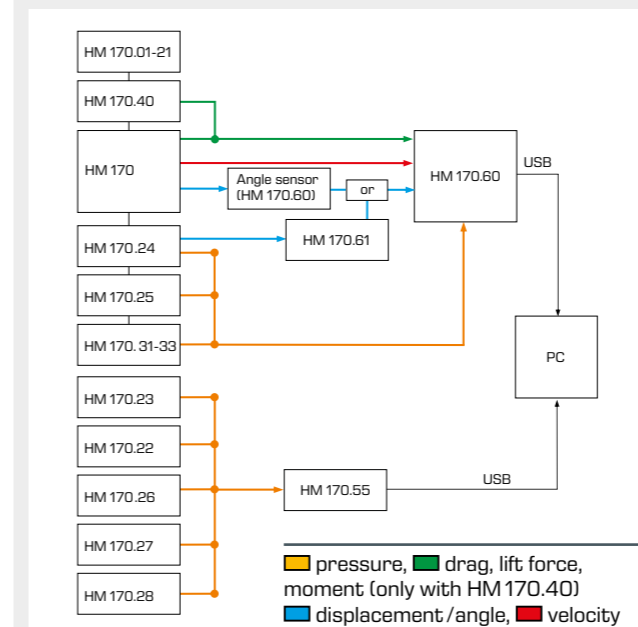 HM 170.01-21
HM 170.40
HM 170
Angle sensor
(HM 170.60)
or
HM 170.60
USB
HM 170.24
HM 170.61
HM 170.25
HM 170.31-33
PC
HM 170.23
HM 170.22
HM 170.26
HM 170.55
USB
HM 170.27
HM 170.28
pressure, drag, lift force,
moment (only with HM 170.40)
displacement/angle, velocity